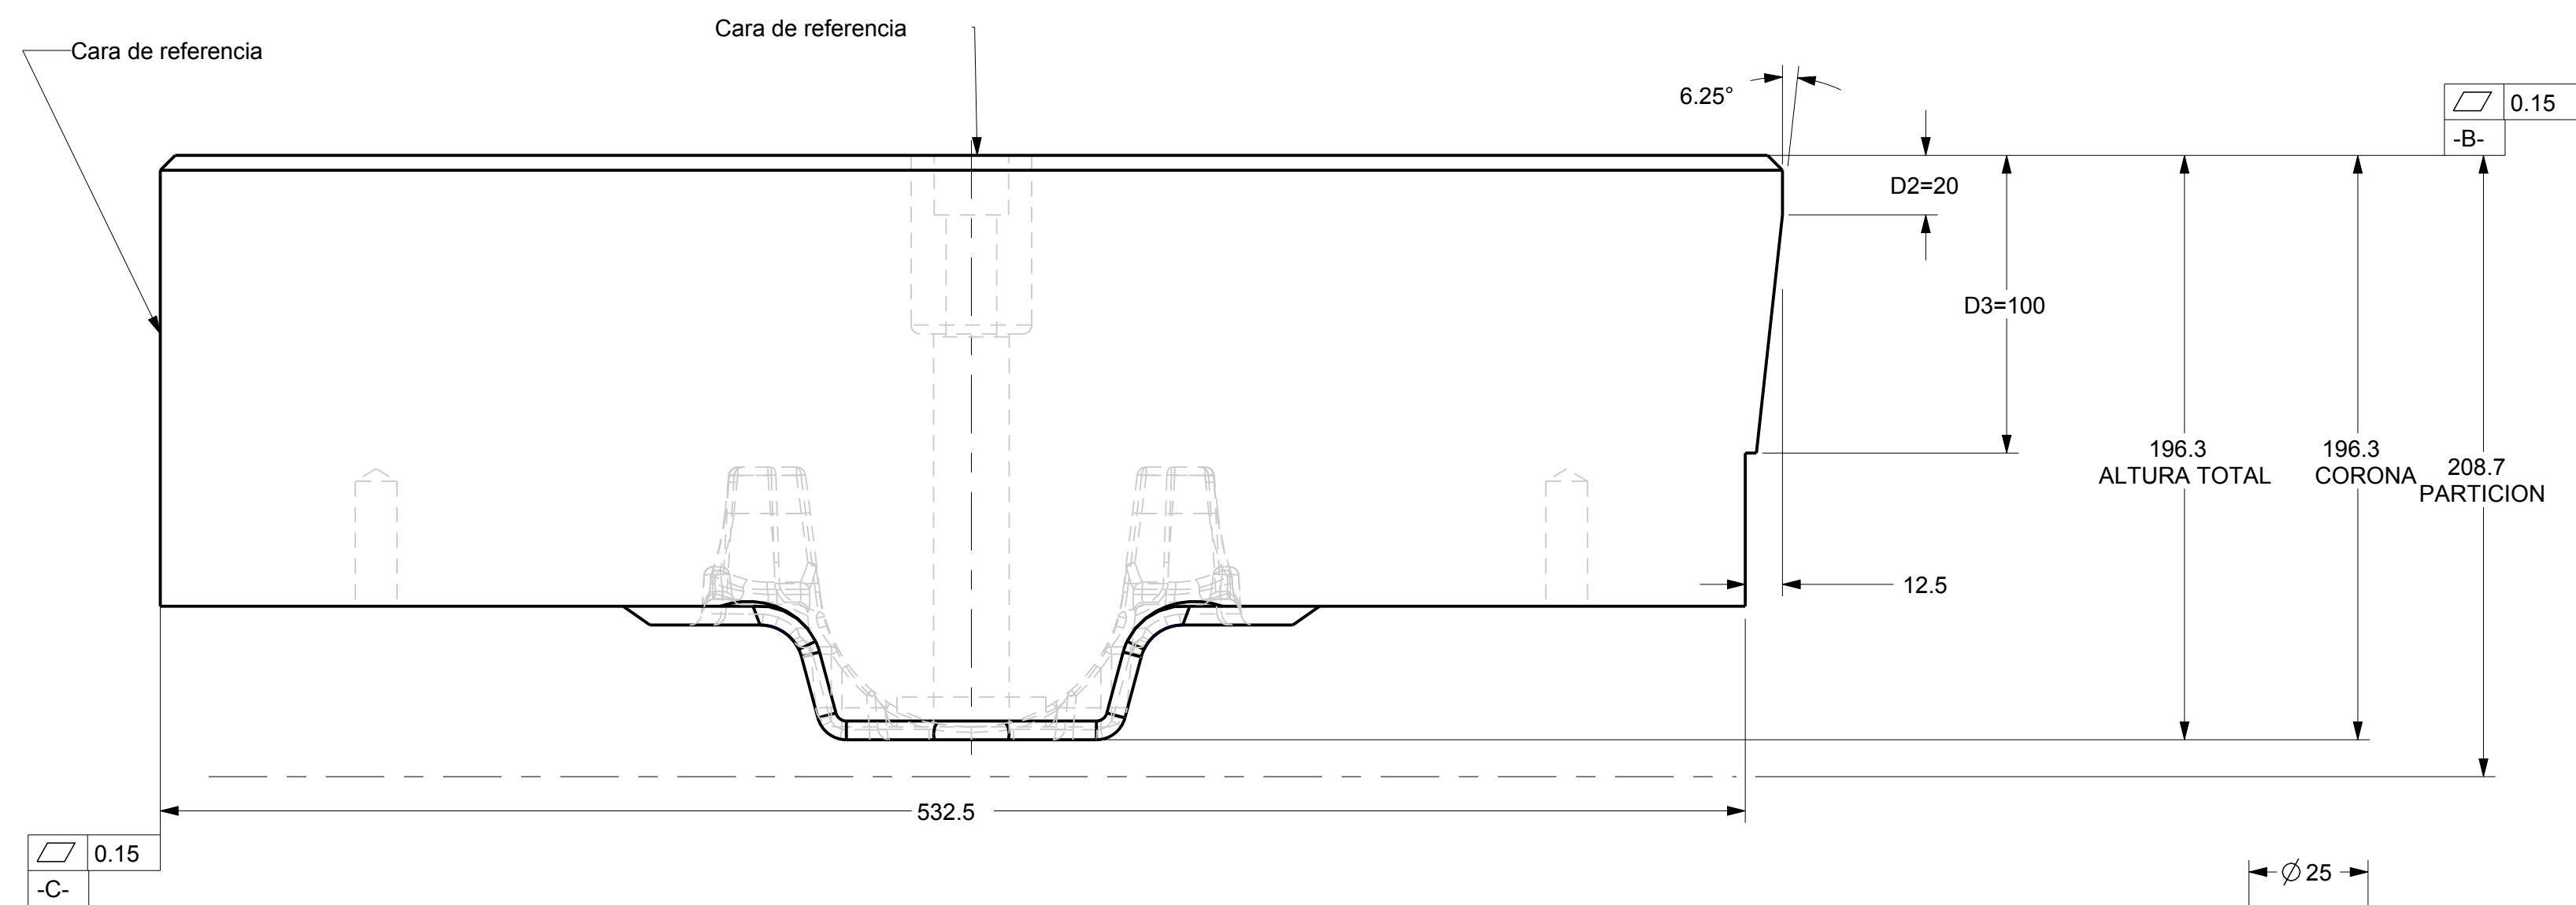 Cara de referencia
Cara de referencia
6.25°
0.15
-B-
D2=20
D3=100
196.3
ALTURA TOTAL
196.3
CORONA
208.7
PARTICION
12.5
532.5
0.15
-C-
∅25